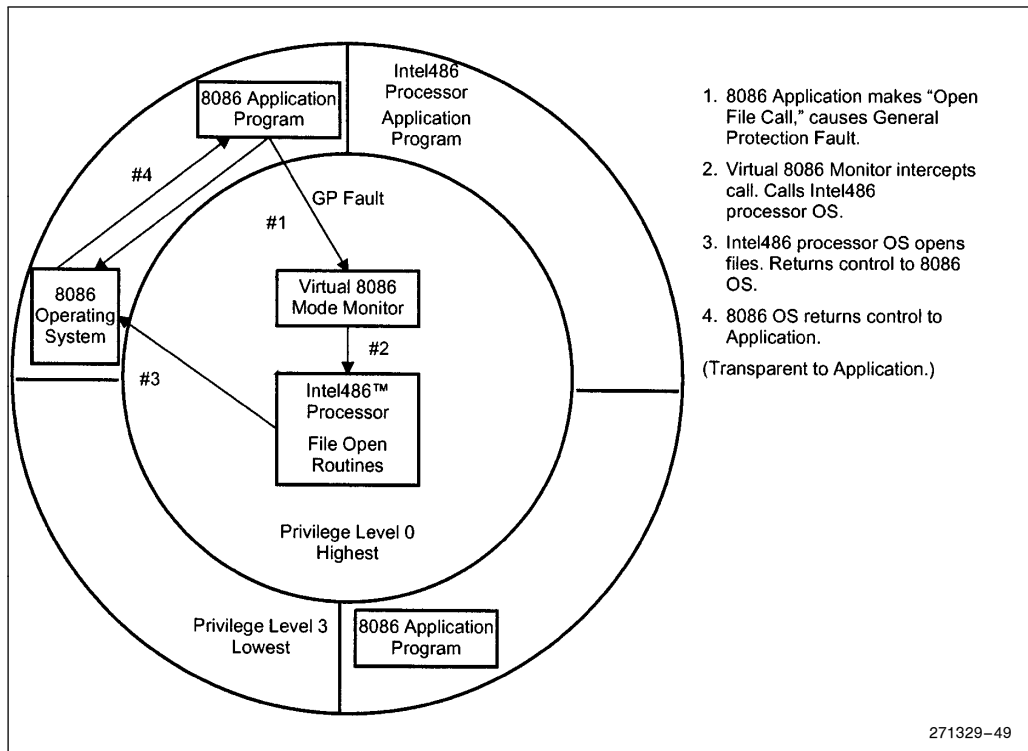 8086 Application
Program
Intel486
Processor
Application
Program
#4
GP Fault
#1
8086
Operating
System
Virtual 8086
Mode Monitor
#2
#3
Intel486™
Processor
File Open
Routines
Privilege Level 0
Highest
Privilege Level 3
Lowest
8086 Application
Program
1. 8086 Application makes “Open
File Call,” causes General
Protection Fault.
2. Virtual 8086 Monitor intercepts
call. Calls Intel486
processor OS.
3. Intel486 processor OS opens
files. Returns control to 8086
OS.
4. 8086 OS returns control to
Application.
(Transparent to Application.)
271329–49